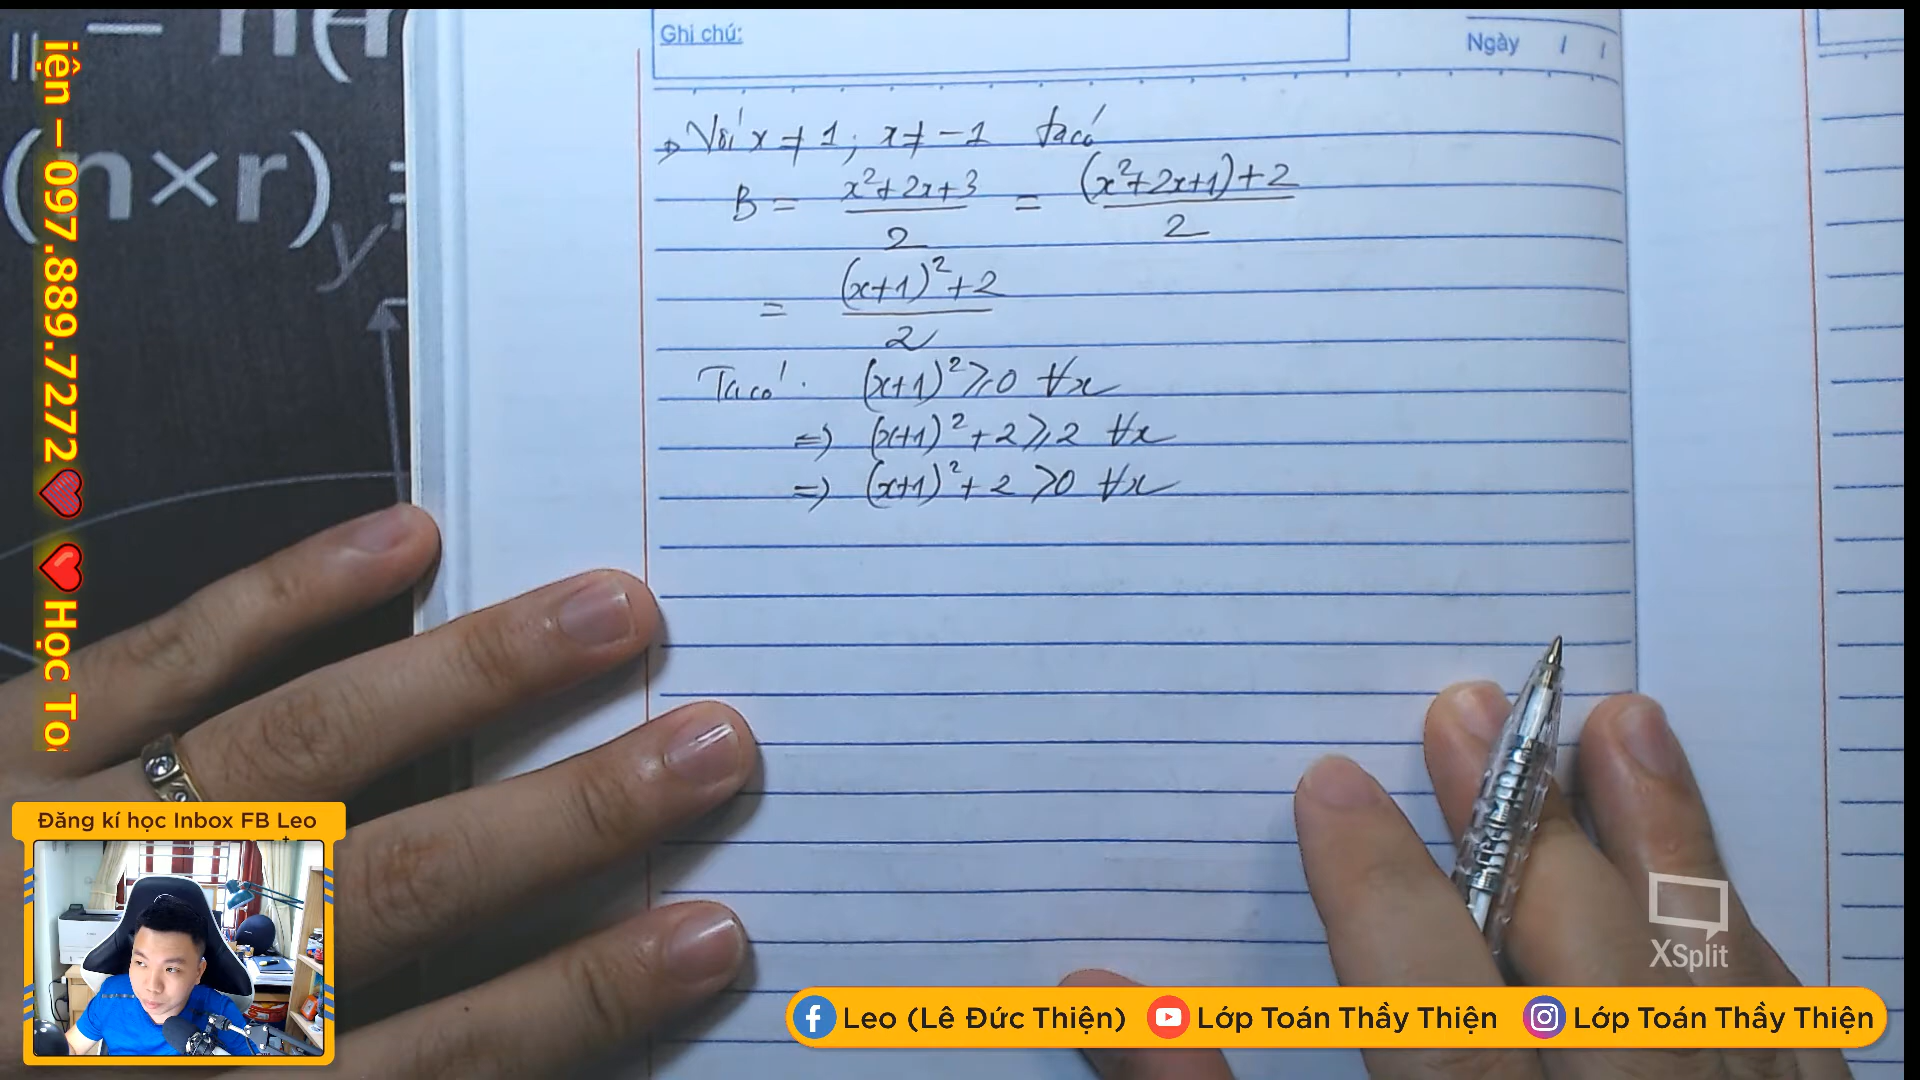 Ghi chú:
Ngày / /
Với x ≠ 1; x ≠ -1 ta có
B = \frac{x²+2x+3}{2} = \frac{(x²+2x+1)+2}{2}
= \frac{(x+1)²+2}{2}
Ta có: (x+1)² ⩾ 0 ∀x
=> (x+1)² + 2 ⩾ 2 ∀x
=> (x+1)² + 2 > 0 ∀x
iện – 097.889.7272 ❤ ❤ Học To
(n×r) =
y
Đăng kí học Inbox FB Leo
XSplit
Leo (Lê Đức Thiện) Lớp Toán Thầy Thiện Lớp Toán Thầy Thiện